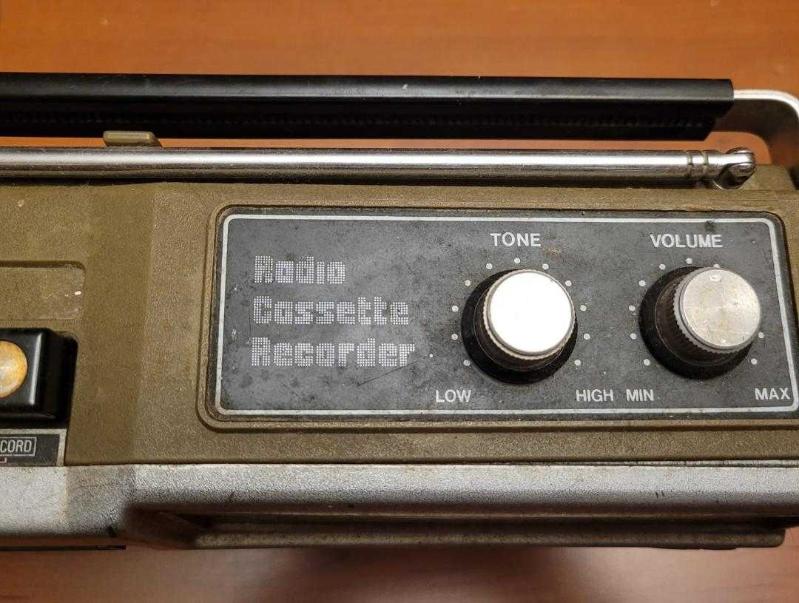 TONE
VOLUME
Radio
Cassette
Recorder
LOW
HIGH
MIN
MAX
CORD